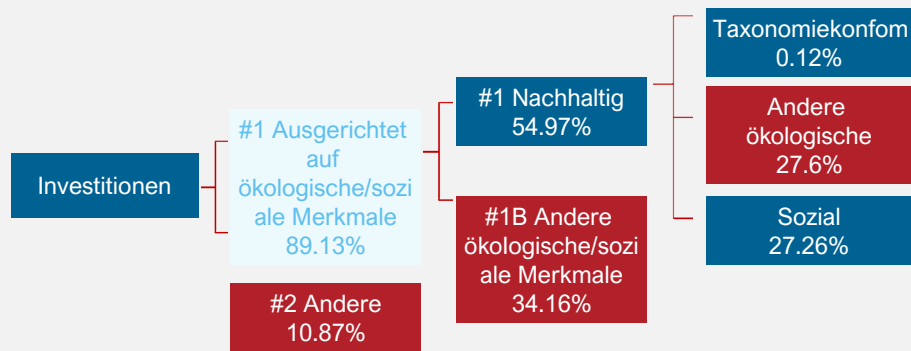 Investitionen
#1 Ausgerichtet
auf
ökologische/sozi
ale Merkmale
89.13%
#2 Andere
10.87%
#1 Nachhaltig
54.97%
#1B Andere
ökologische/sozi
ale Merkmale
34.16%
Taxonomiekonfom
0.12%
Andere
ökologische
27.6%
Sozial
27.26%